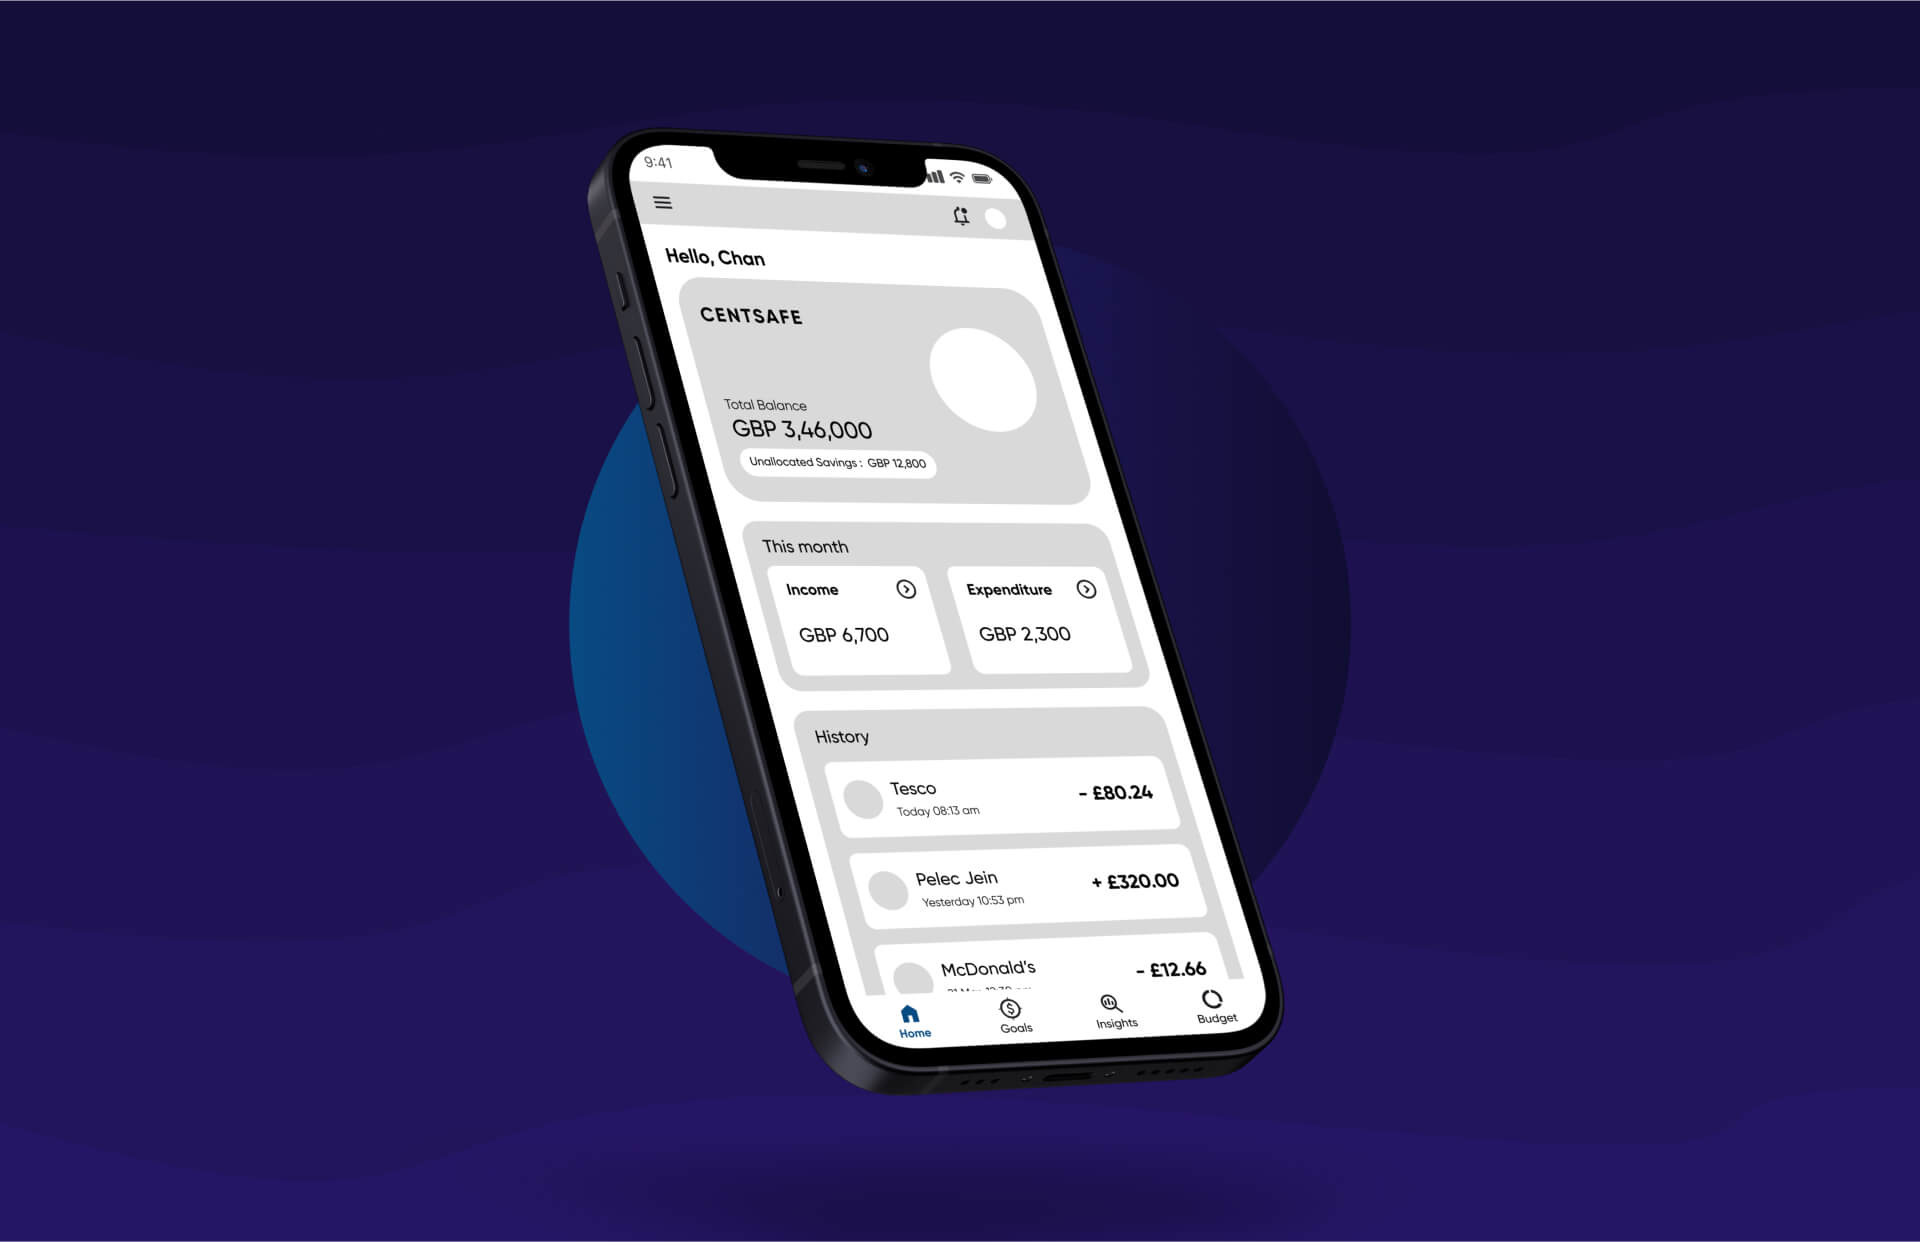 9:41
Hello, Chan
CENTSAFE
Total Balance
GBP 3,46,000
Unallocated Savings : GBP 12,800
This month
Income
Expenditure
GBP 6,700
GBP 2,300
History
Tesco
- £80.24
Today 08:13 am
Pelec Jein
+ £320.00
Yesterday 10:53 pm
McDonald's
- £12.66
Home
Goals
Insights
Budget